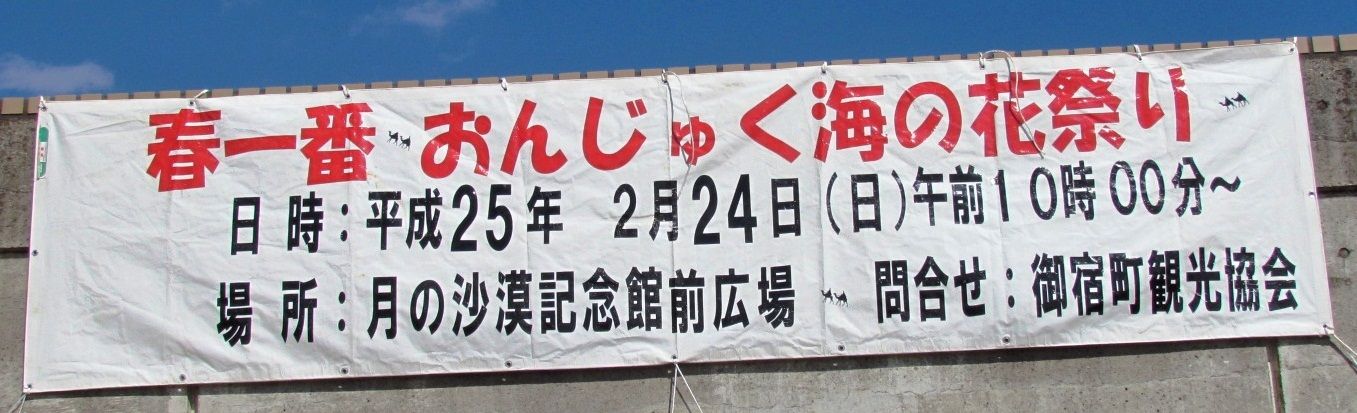 春一番 おんじゅく海の花祭り
日時:平成25年 2月24日(日)午前10時00分~
場所:月の沙漠記念館前広場 問合せ:御宿町観光協会